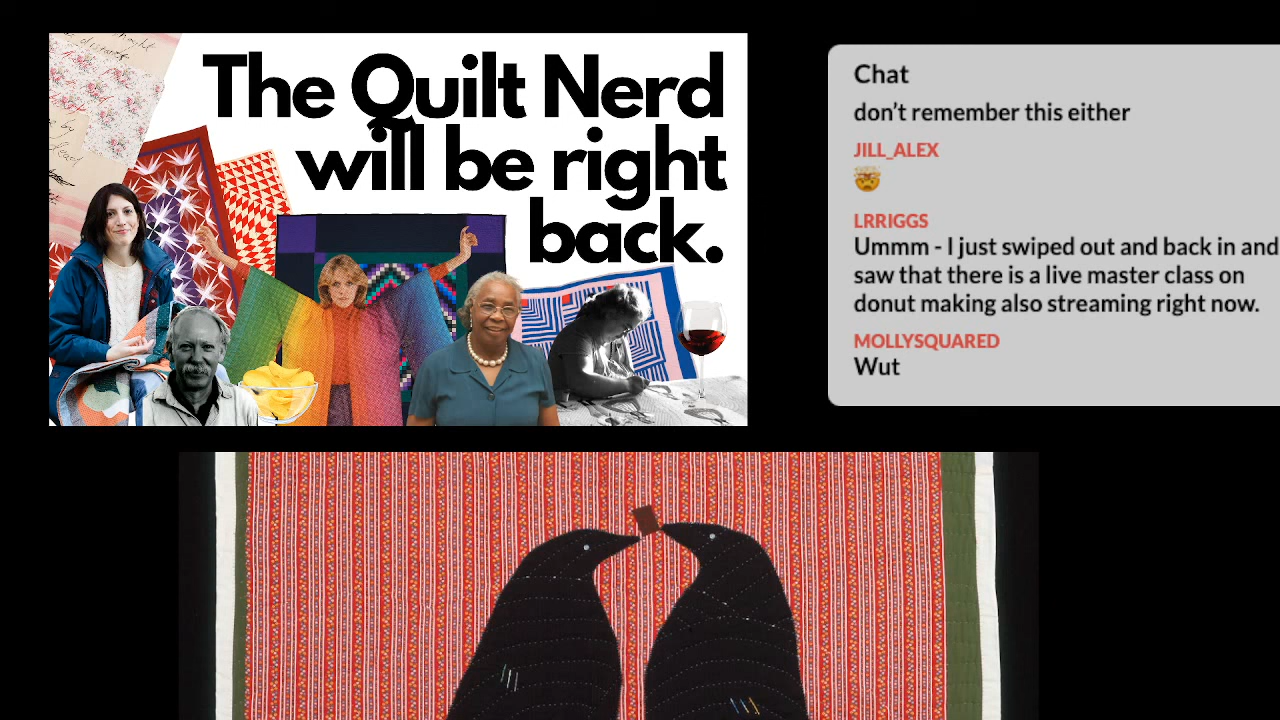 The Quilt Nerd
will be right
back.
Chat
don't remember this either
JILL_ALEX
🤯
LRRIGGS
Ummm - I just swiped out and back in and
saw that there is a live master class on
donut making also streaming right now.
MOLLYSQUARED
Wut